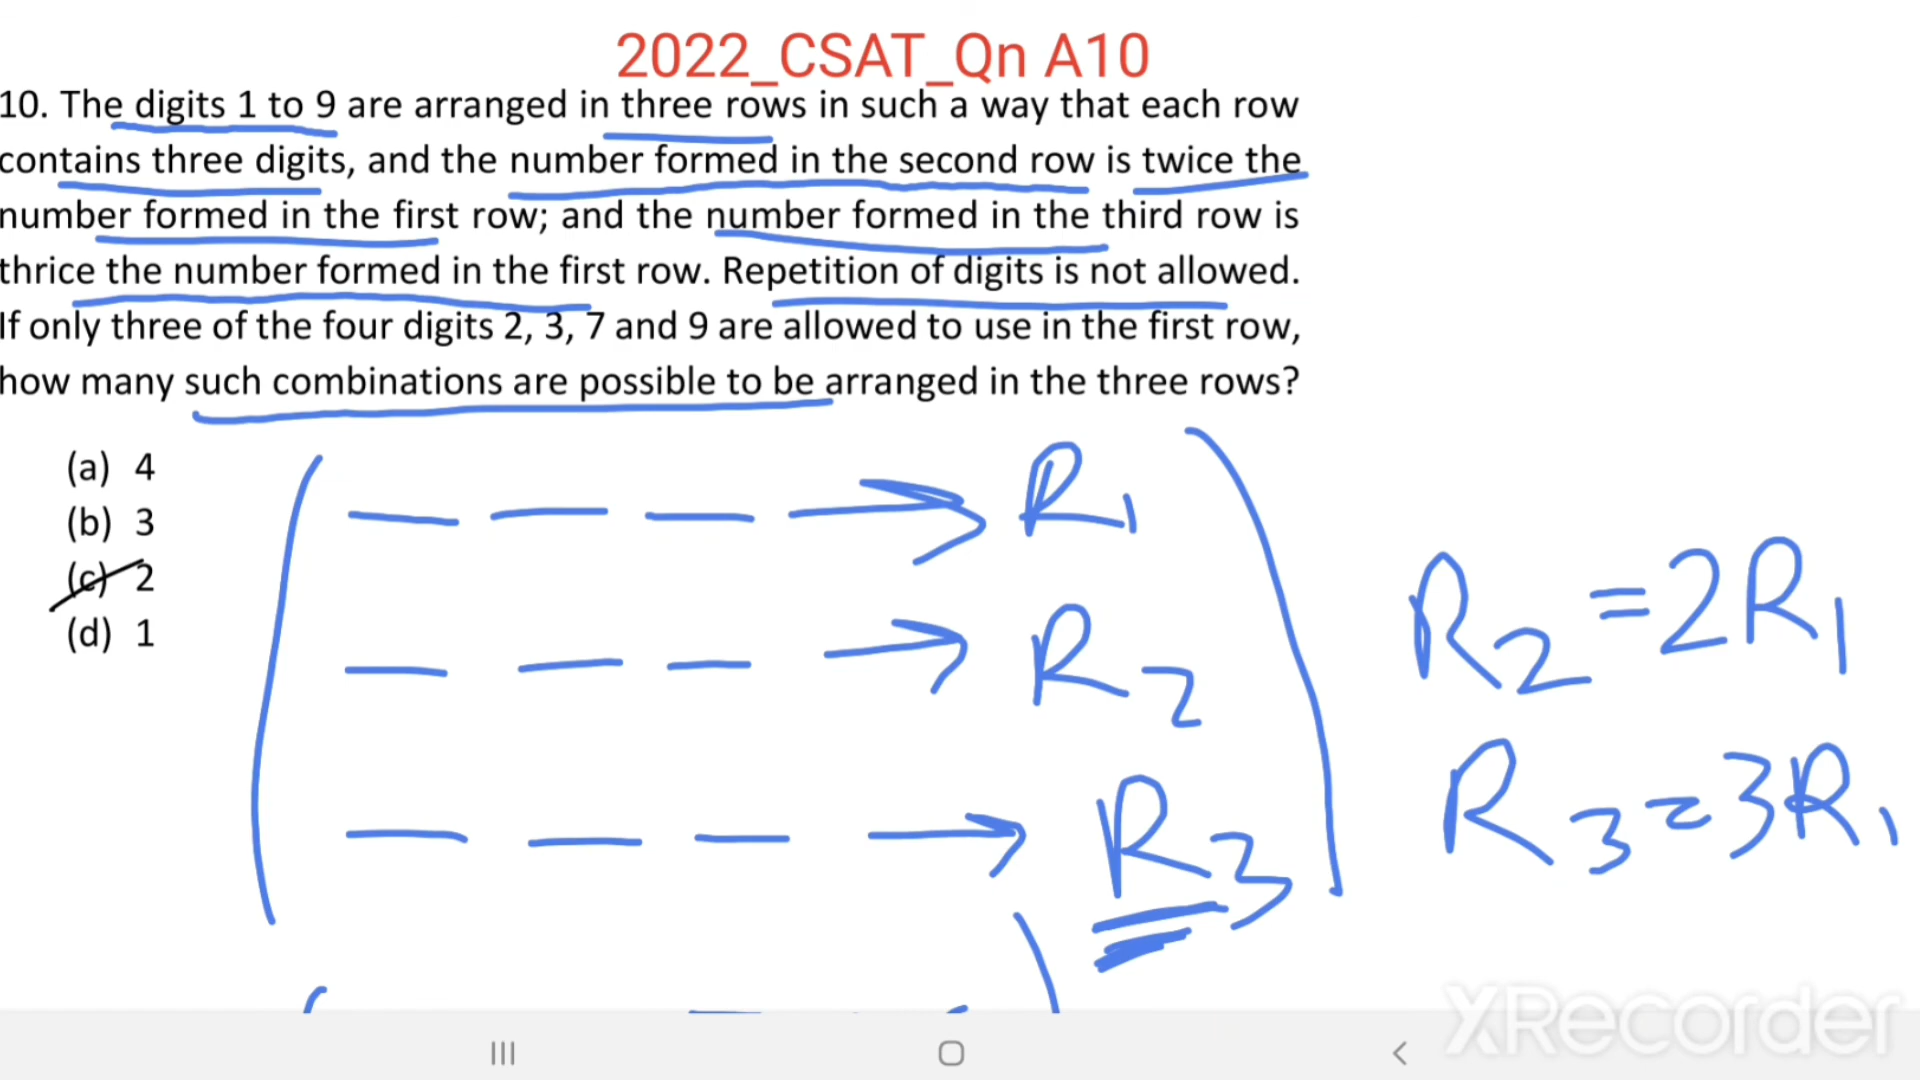 2022_CSAT_Qn A10
10. The digits 1 to 9 are arranged in three rows in such a way that each row
contains three digits, and the number formed in the second row is twice the
number formed in the first row; and the number formed in the third row is
thrice the number formed in the first row. Repetition of digits is not allowed.
If only three of the four digits 2, 3, 7 and 9 are allowed to use in the first row,
how many such combinations are possible to be arranged in the three rows?
(a) 4
(b) 3
(c) 2
(d) 1
R1
R2
R3
R2 = 2R1
R3 = 3R1
XRecorder